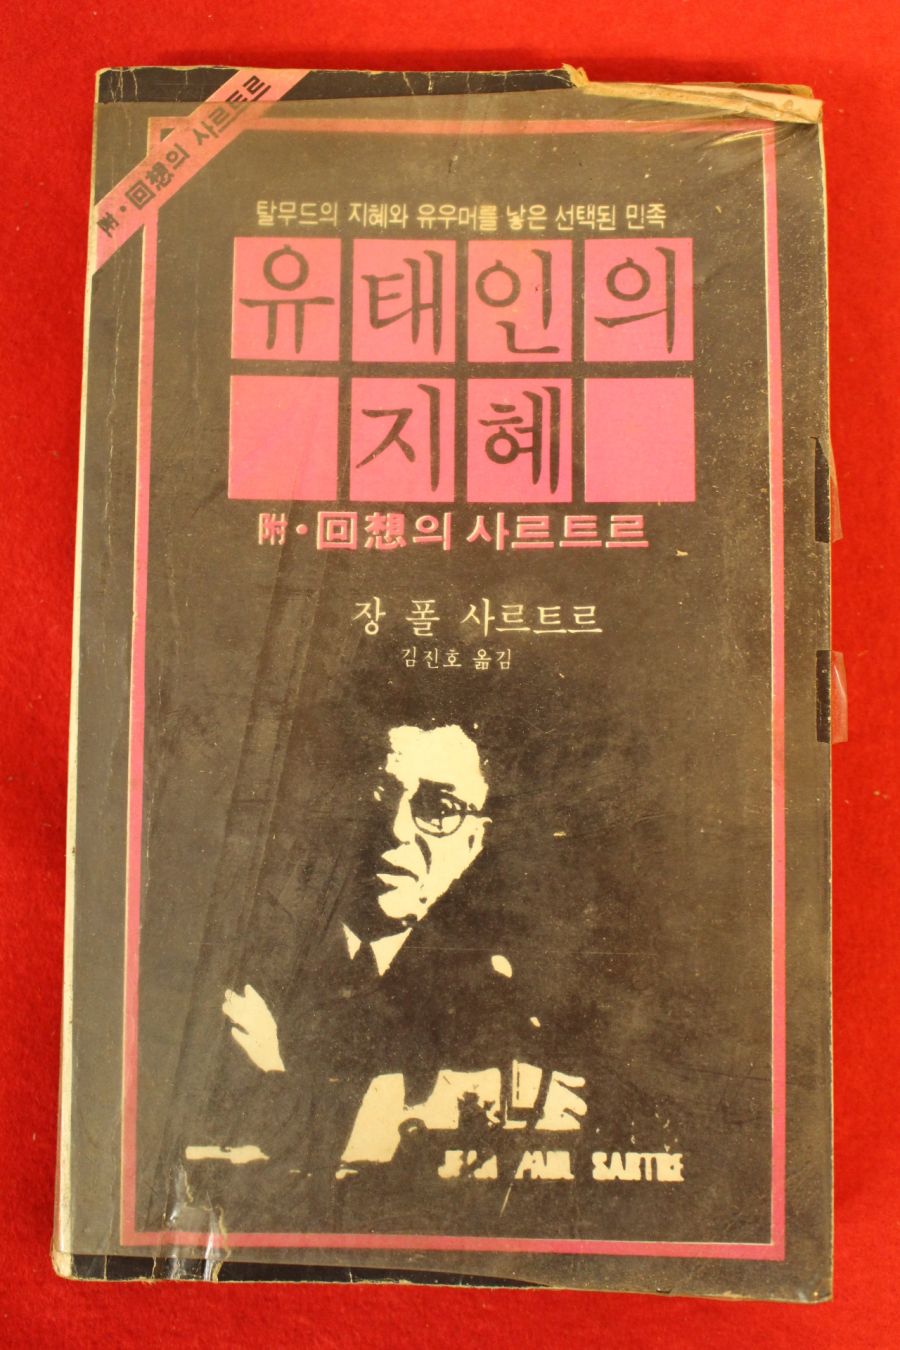 附·回想의 사르트르
탈무드의 지혜와 유우머를 낳은 선택된 민족
유태인의
지혜
附·回想의 사르트르
장 폴 사르트르
김진호 옮김
JEAN PAUL SARTRE